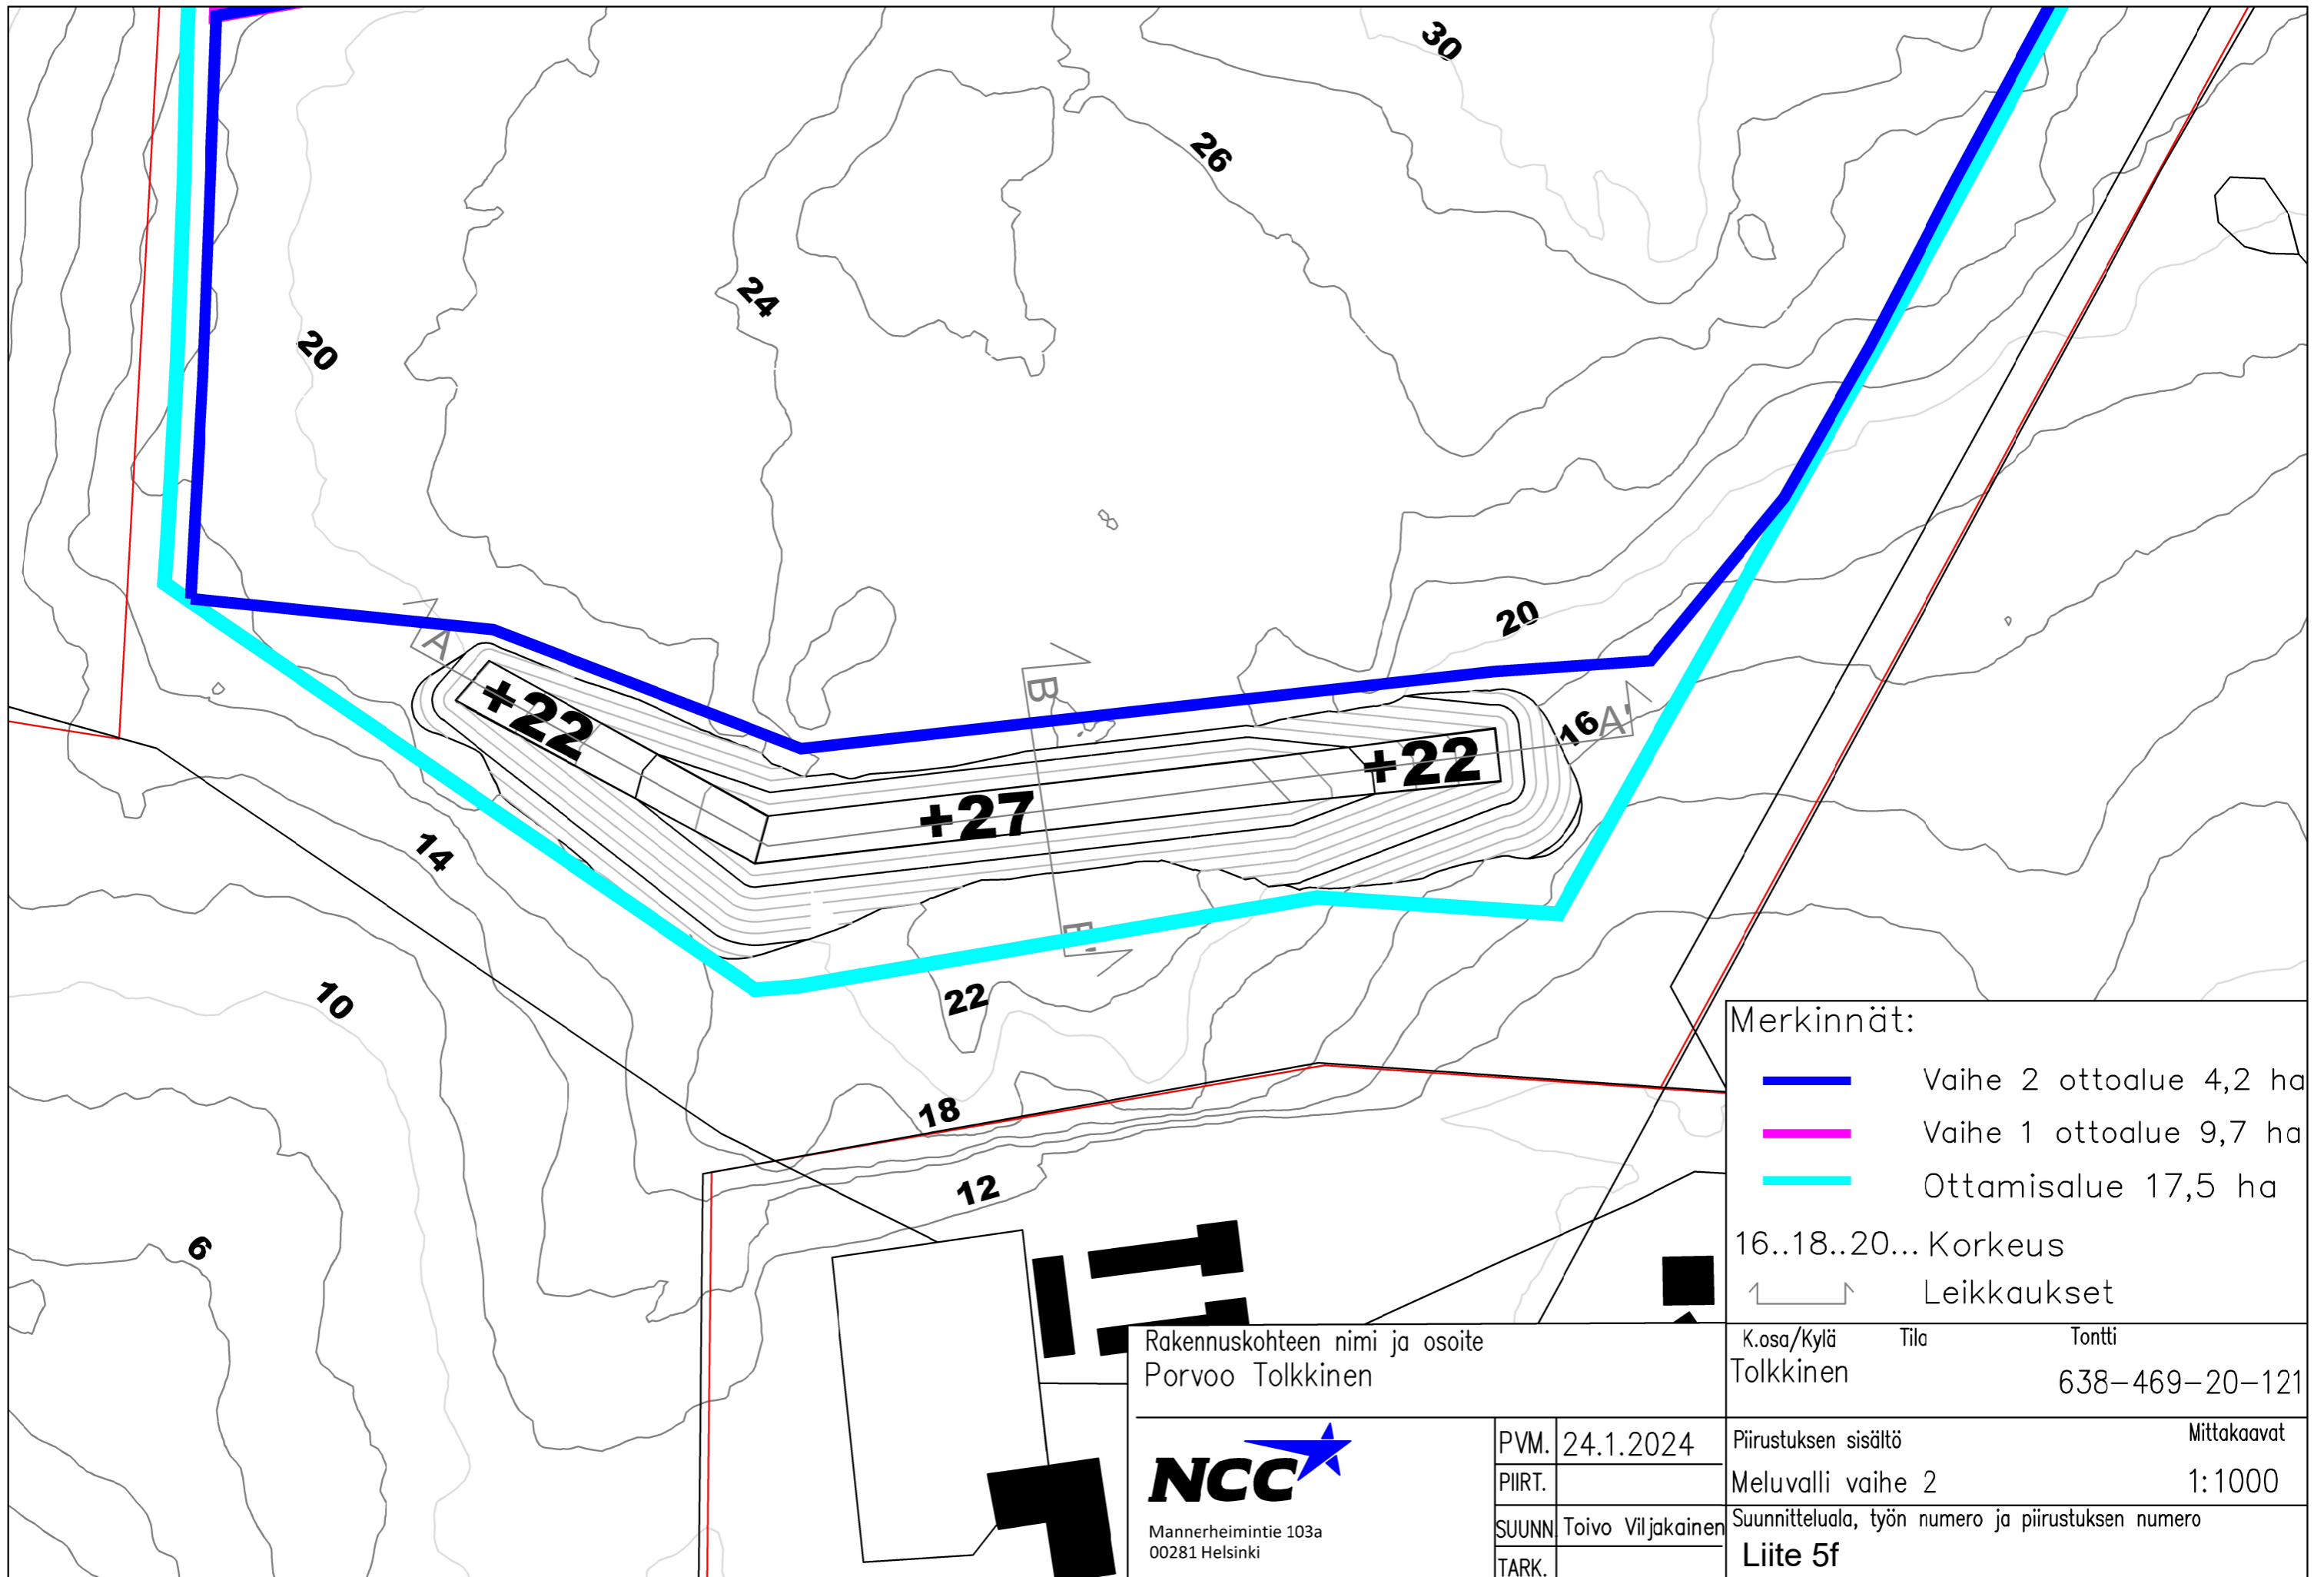 30
26
24
20
20
A
B
+22
+22
16
A'
+27
14
22
10
18
12
6
Merkinnät:
Vaihe 2 ottoalue 4,2 ha
Vaihe 1 ottoalue 9,7 ha
Ottamisalue 17,5 ha
16..18..20... Korkeus
Leikkaukset
Rakennuskohteen nimi ja osoite
Porvoo Tolkkinen
K.osa/Kylä Tila Tontti
Tolkkinen 638-469-20-121
NCC
Mannerheimintie 103a
00281 Helsinki
PVM. 24.1.2024
PIIRT.
SUUNN. Toivo Viljakainen
TARK.
Piirustuksen sisältö Mittakaavat
Meluvalli vaihe 2 1:1000
Suunnitteluala, työn numero ja piirustuksen numero
Liite 5f